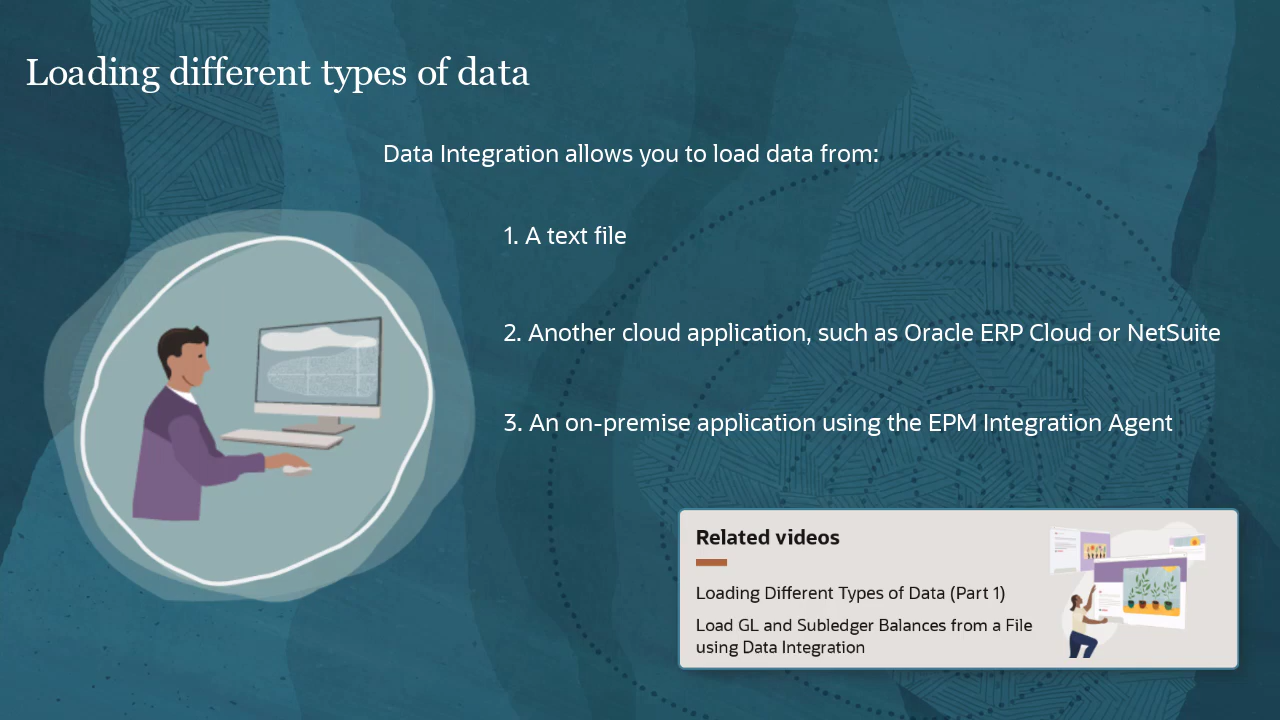 Loading different types of data
Data Integration allows you to load data from:
1. A text file
2. Another cloud application, such as Oracle ERP Cloud or NetSuite
3. An on-premise application using the EPM Integration Agent
Related videos
Loading Different Types of Data (Part 1)
Load GL and Subledger Balances from a File
using Data Integration